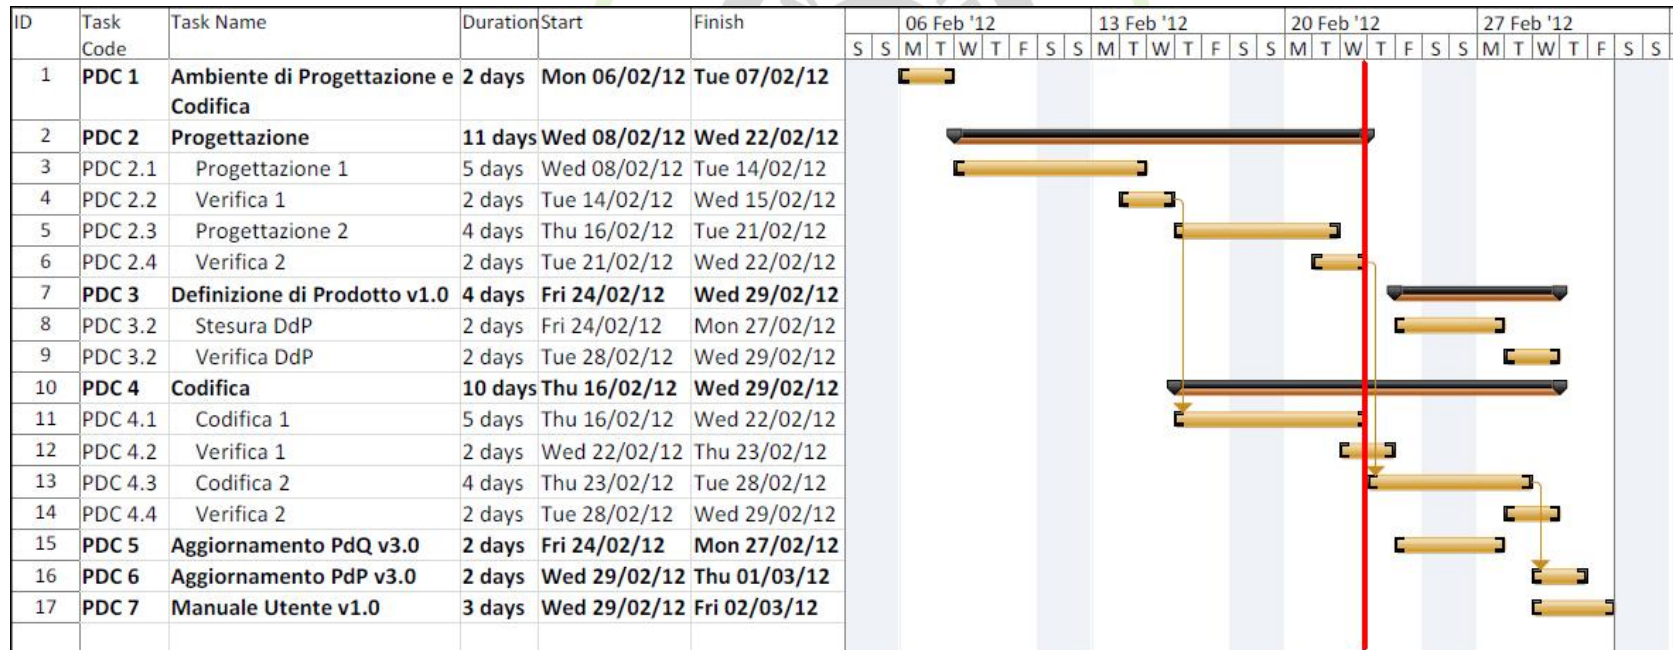 ID Task Code Task Name Duration Start Finish 06 Feb '12 13 Feb '12 20 Feb '12 27 Feb '12
S S M T W T F S S M T W T F S S M T W T F S S M T W T F S S
1 PDC 1 Ambiente di Progettazione e Codifica 2 days Mon 06/02/12 Tue 07/02/12
2 PDC 2 Progettazione 11 days Wed 08/02/12 Wed 22/02/12
3 PDC 2.1 Progettazione 1 5 days Wed 08/02/12 Tue 14/02/12
4 PDC 2.2 Verifica 1 2 days Tue 14/02/12 Wed 15/02/12
5 PDC 2.3 Progettazione 2 4 days Thu 16/02/12 Tue 21/02/12
6 PDC 2.4 Verifica 2 2 days Tue 21/02/12 Wed 22/02/12
7 PDC 3 Definizione di Prodotto v1.0 4 days Fri 24/02/12 Wed 29/02/12
8 PDC 3.2 Stesura DdP 2 days Fri 24/02/12 Mon 27/02/12
9 PDC 3.2 Verifica DdP 2 days Tue 28/02/12 Wed 29/02/12
10 PDC 4 Codifica 10 days Thu 16/02/12 Wed 29/02/12
11 PDC 4.1 Codifica 1 5 days Thu 16/02/12 Wed 22/02/12
12 PDC 4.2 Verifica 1 2 days Wed 22/02/12 Thu 23/02/12
13 PDC 4.3 Codifica 2 4 days Thu 23/02/12 Tue 28/02/12
14 PDC 4.4 Verifica 2 2 days Tue 28/02/12 Wed 29/02/12
15 PDC 5 Aggiornamento PdQ v3.0 2 days Fri 24/02/12 Mon 27/02/12
16 PDC 6 Aggiornamento PdP v3.0 2 days Wed 29/02/12 Thu 01/03/12
17 PDC 7 Manuale Utente v1.0 3 days Wed 29/02/12 Fri 02/03/12